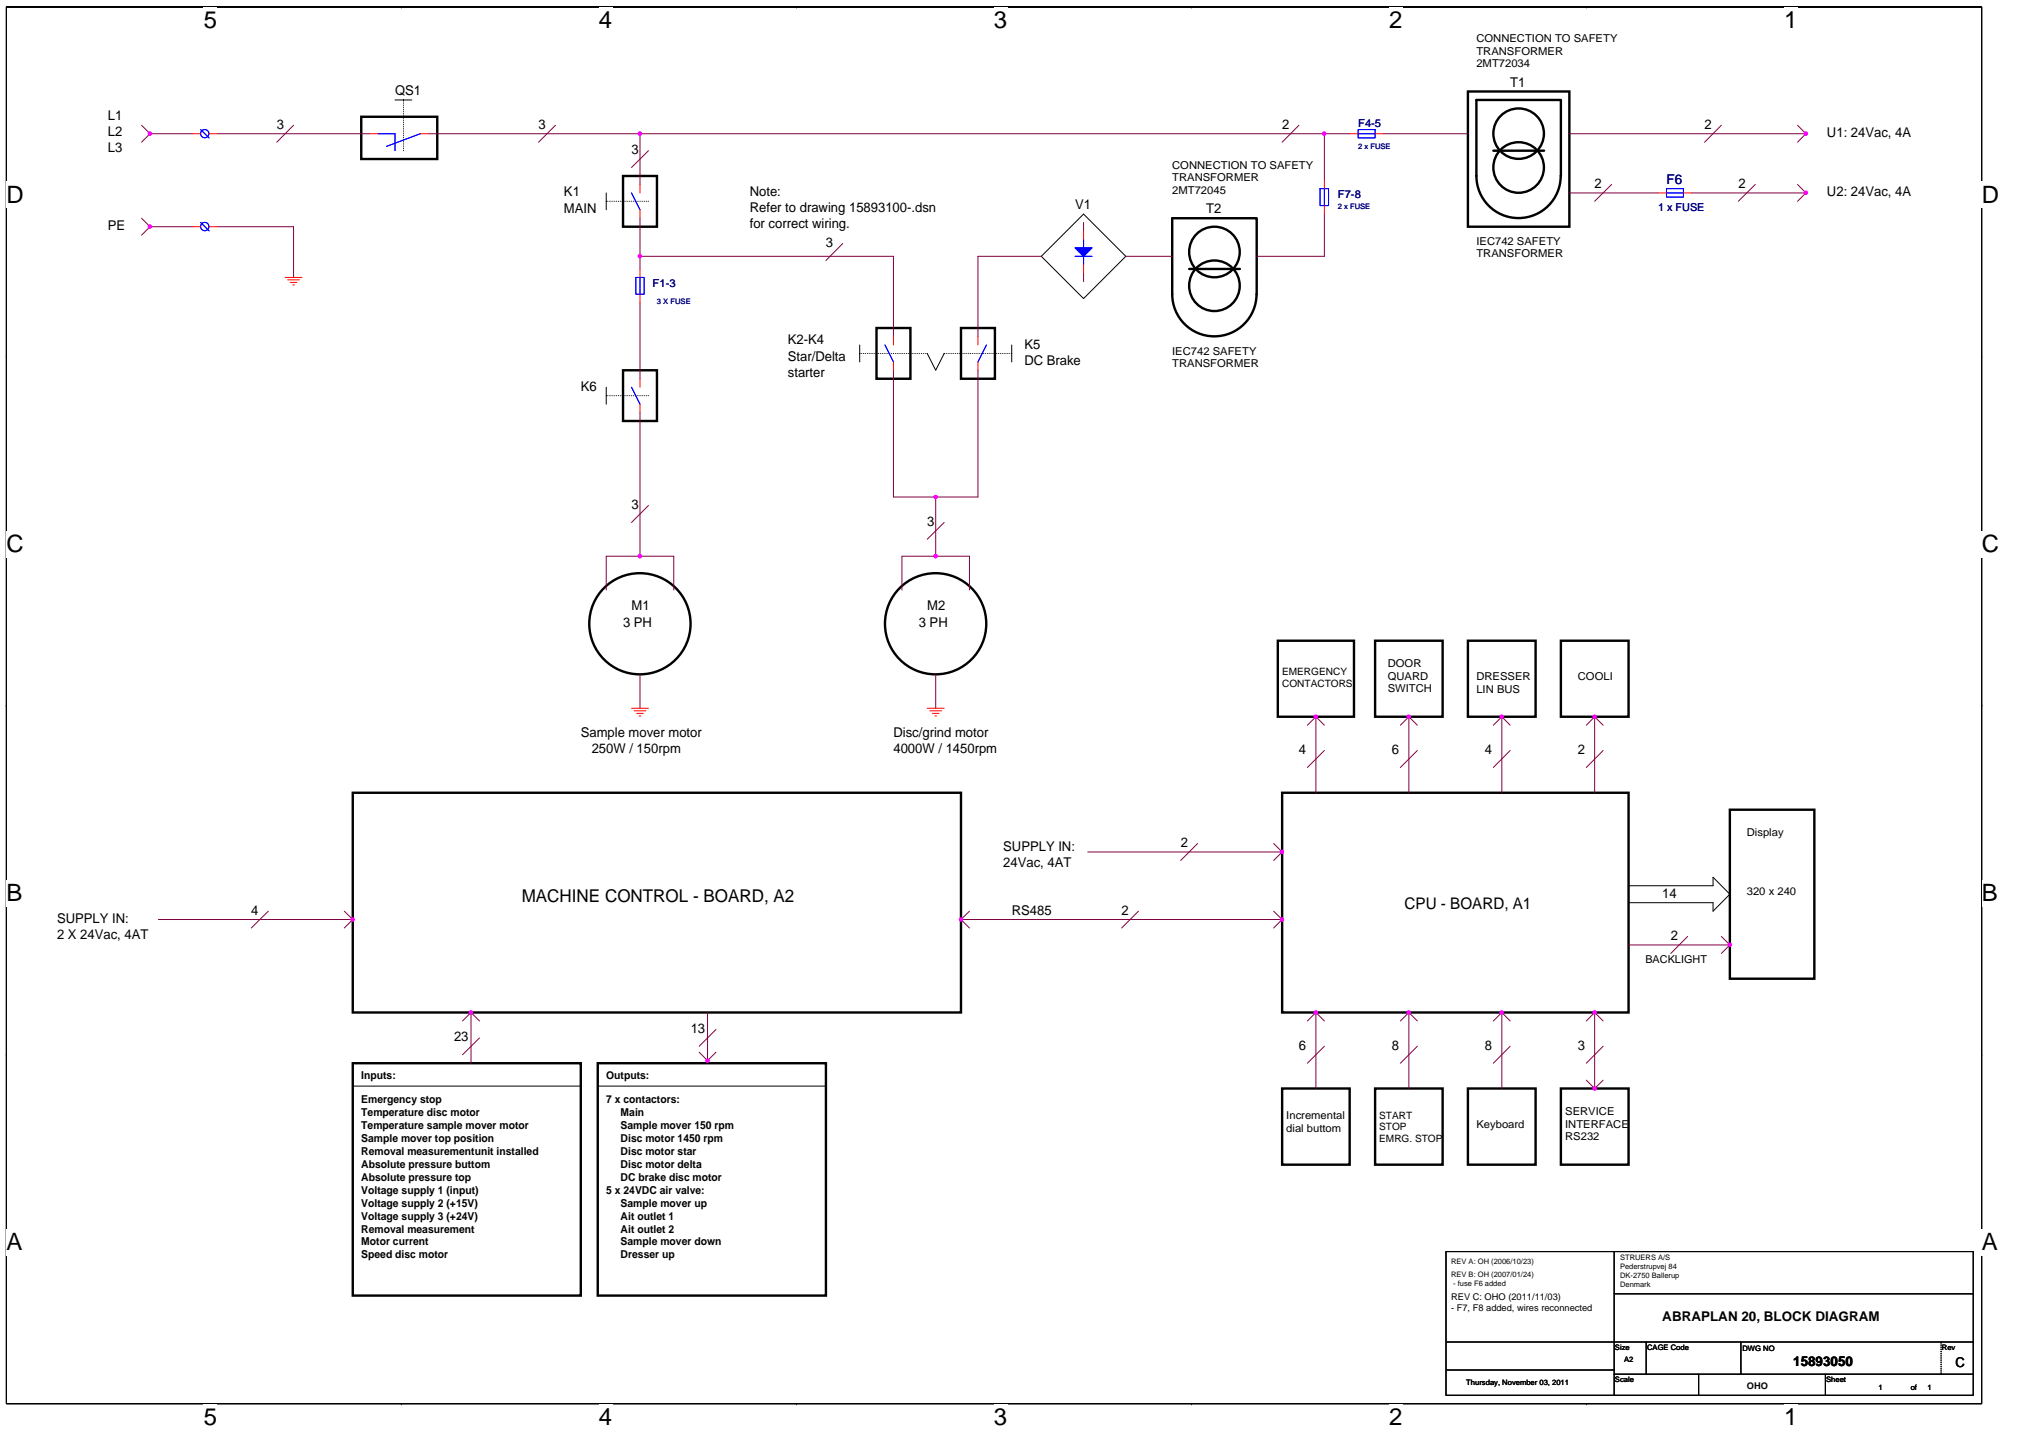 5 4 3 2 1
CONNECTION TO SAFETY
TRANSFORMER
2MT72034
T1
QS1
L1
L2
L3
3
3
3
2
F4-5
2 x FUSE
2
U1: 24Vac, 4A
D
PE
K1
MAIN
Note:
Refer to drawing 15893100-.dsn
for correct wiring.
3
CONNECTION TO SAFETY
TRANSFORMER
2MT72045
T2
V1
F7-8
2 x FUSE
2
F6
1 x FUSE
2
U2: 24Vac, 4A
D
IEC742 SAFETY
TRANSFORMER
F1-3
3 X FUSE
K2-K4
Star/Delta
starter
K5
DC Brake
IEC742 SAFETY
TRANSFORMER
K6
3
3
C
C
M1
3 PH
M2
3 PH
Sample mover motor
250W / 150rpm
Disc/grind motor
4000W / 1450rpm
EMERGENCY
CONTACTORS
DOOR
QUARD
SWITCH
DRESSER
LIN BUS
COOLI
4
6
4
2
B
SUPPLY IN:
2 X 24Vac, 4AT
4
MACHINE CONTROL - BOARD, A2
SUPPLY IN:
24Vac, 4AT
2
RS485
2
CPU - BOARD, A1
14
2
BACKLIGHT
Display
320 x 240
B
23
13
6
8
8
3
Inputs:
Emergency stop
Temperature disc motor
Temperature sample mover motor
Sample mover top position
Removal measurementunit installed
Absolute pressure buttom
Absolute pressure top
Voltage supply 1 (input)
Voltage supply 2 (+15V)
Voltage supply 3 (+24V)
Removal measurement
Motor current
Speed disc motor
Outputs:
7 x contactors:
Main
Sample mover 150 rpm
Disc motor 1450 rpm
Disc motor star
Disc motor delta
DC brake disc motor
5 x 24VDC air valve:
Sample mover up
Ait outlet 1
Ait outlet 2
Sample mover down
Dresser up
Incremental
dial buttom
START
STOP
EMRG. STOP
Keyboard
SERVICE
INTERFACE
RS232
A
A
REV A: OH (2006/10/23)
REV B: OH (2007/01/24)
- fuse F6 added
REV C: OHO (2011/11/03)
- F7, F8 added, wires reconnected
Thursday, November 03, 2011
STRUERS A/S
Pederstrupvej 84
DK-2750 Ballerup
Denmark
ABRAPLAN 20, BLOCK DIAGRAM
Size
A2
CAGE Code
DWG NO
15893050
Rev
C
Scale
OHO
Sheet
1 of 1
5 4 3 2 1